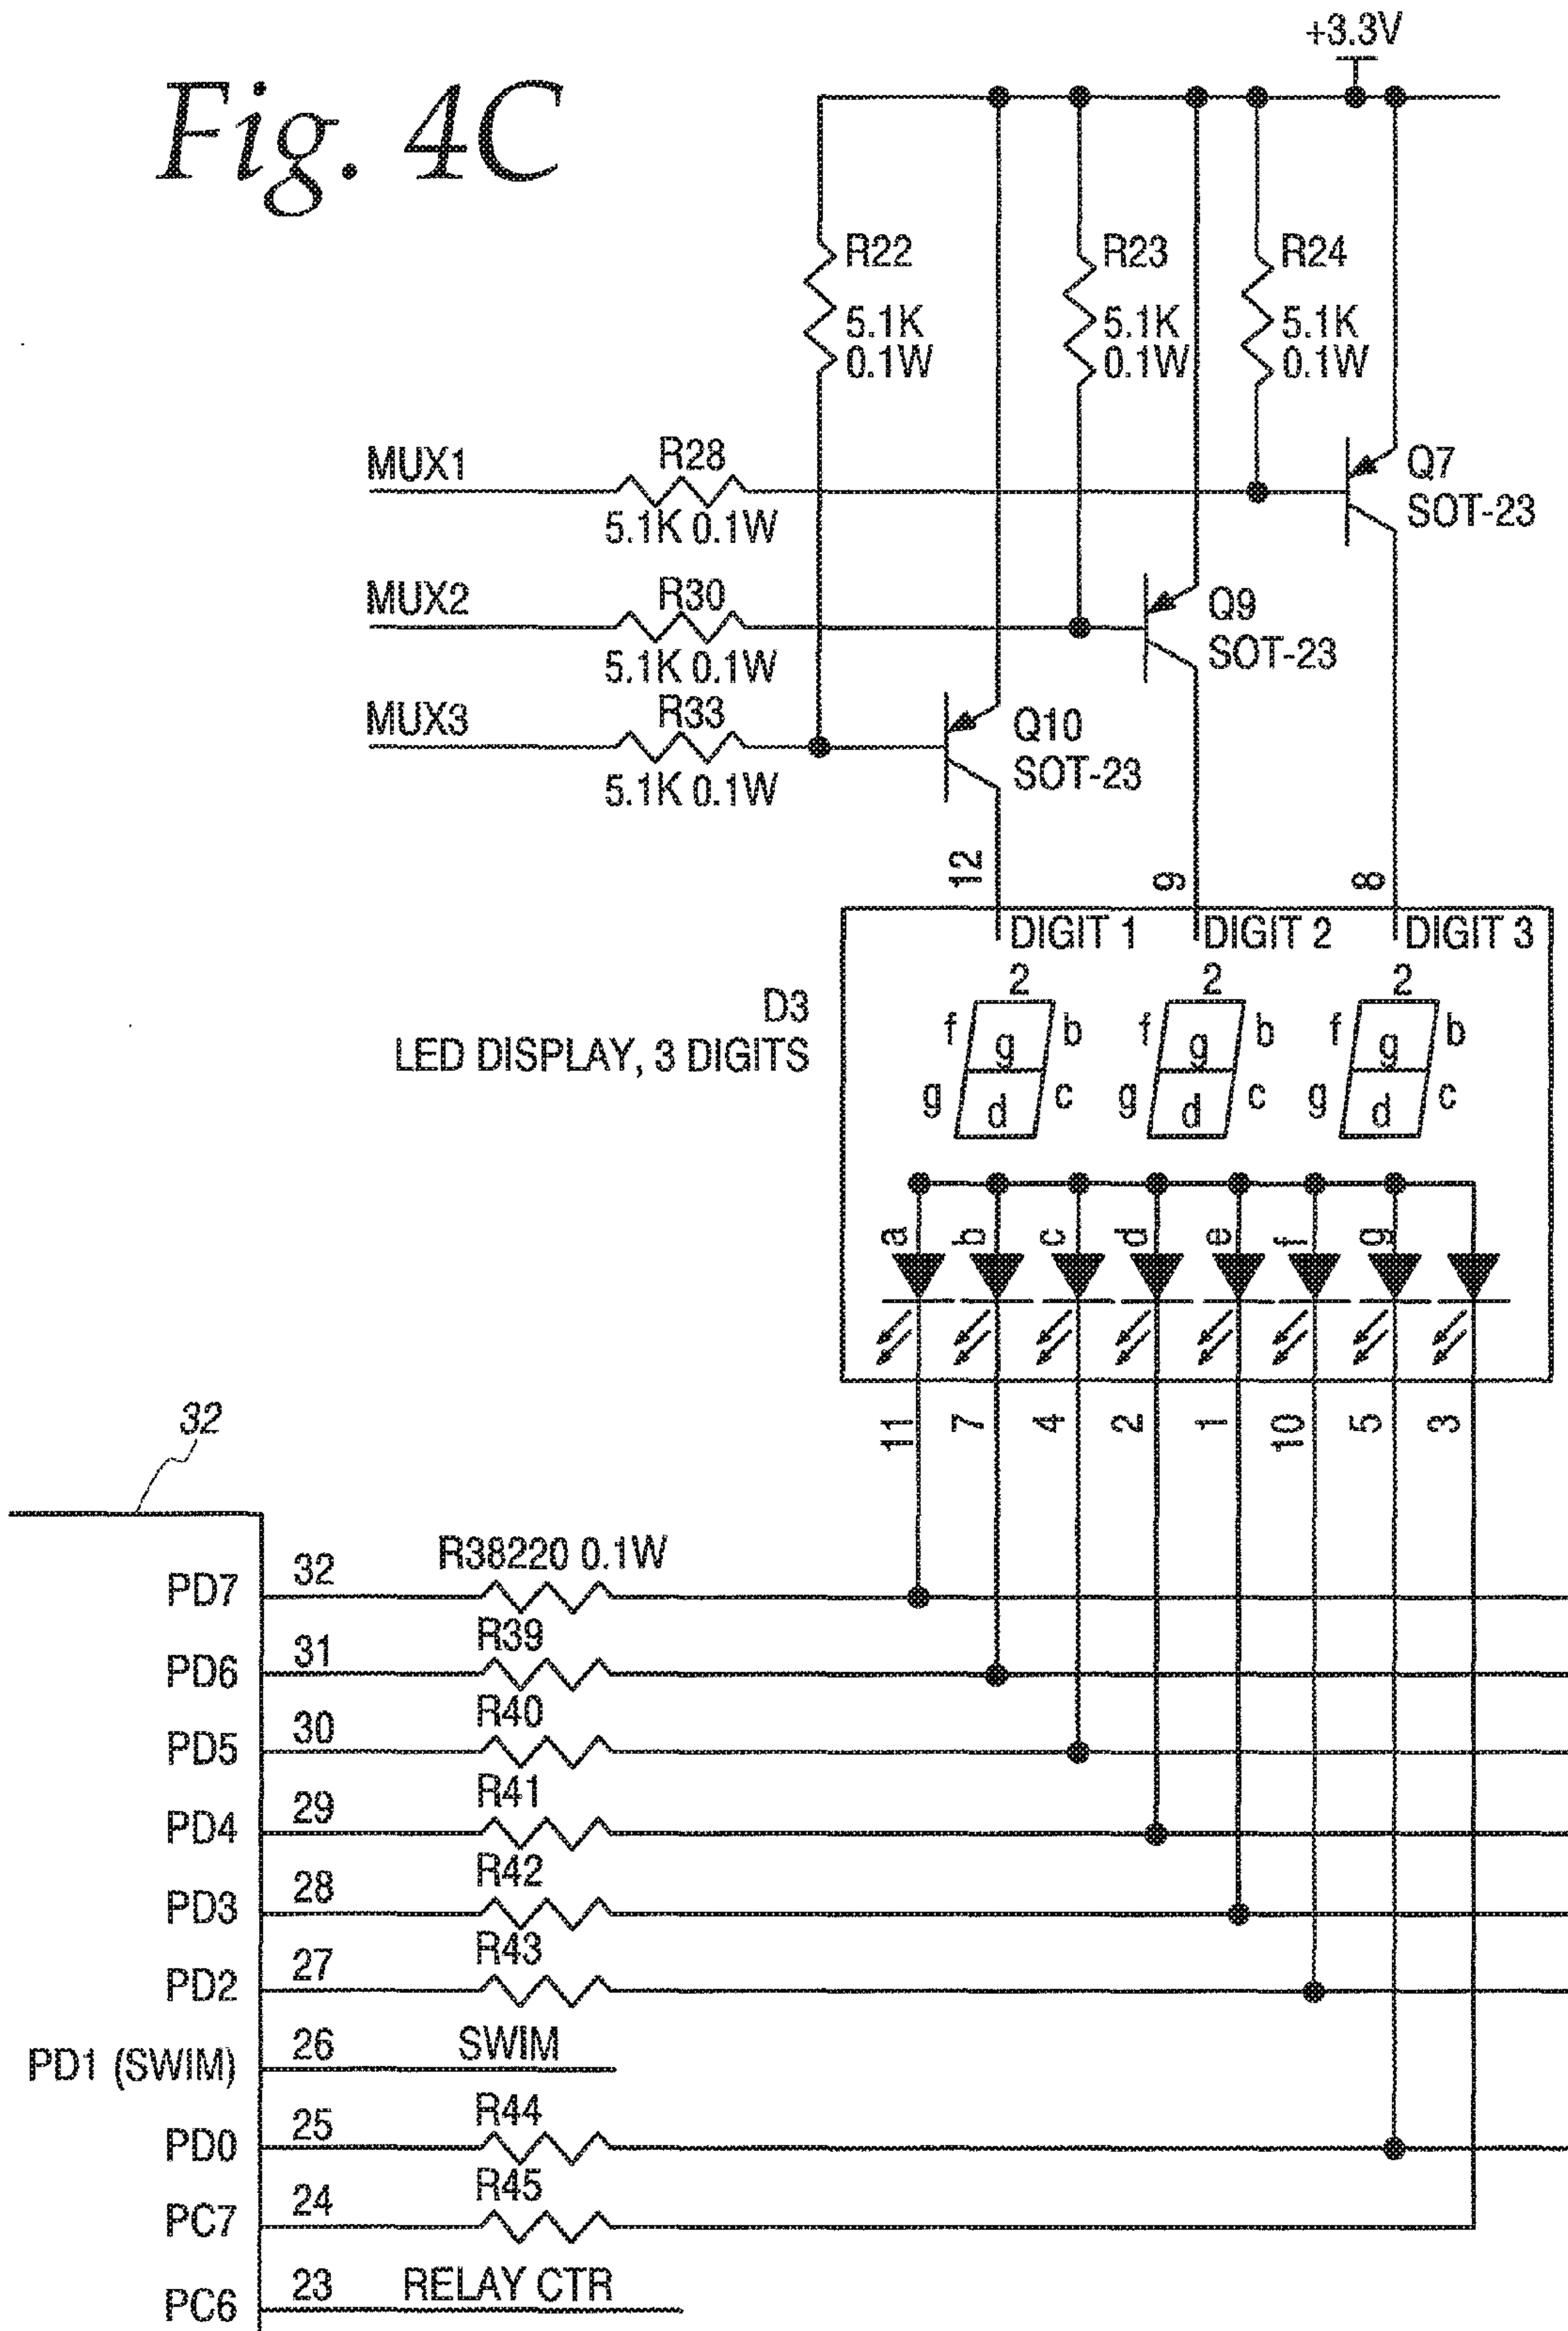 Fig. 4C
+3.3V
R22
5.1K
0.1W
R23
5.1K
0.1W
R24
5.1K
0.1W
MUX1
R28
5.1K 0.1W
Q7
SOT-23
MUX2
R30
5.1K 0.1W
Q9
SOT-23
MUX3
R33
5.1K 0.1W
Q10
SOT-23
12
9
8
DIGIT 1
DIGIT 2
DIGIT 3
D3
LED DISPLAY, 3 DIGITS
2
f
g
b
g
d
c
2
f
g
b
g
d
c
2
f
g
b
g
d
c
a
b
c
d
e
f
g
11
7
4
2
1
10
5
3
32
PD7
32
R38220 0.1W
PD6
31
R39
PD5
30
R40
PD4
29
R41
PD3
28
R42
PD2
27
R43
PD1 (SWIM)
26
SWIM
PD0
25
R44
PC7
24
R45
PC6
23
RELAY CTR